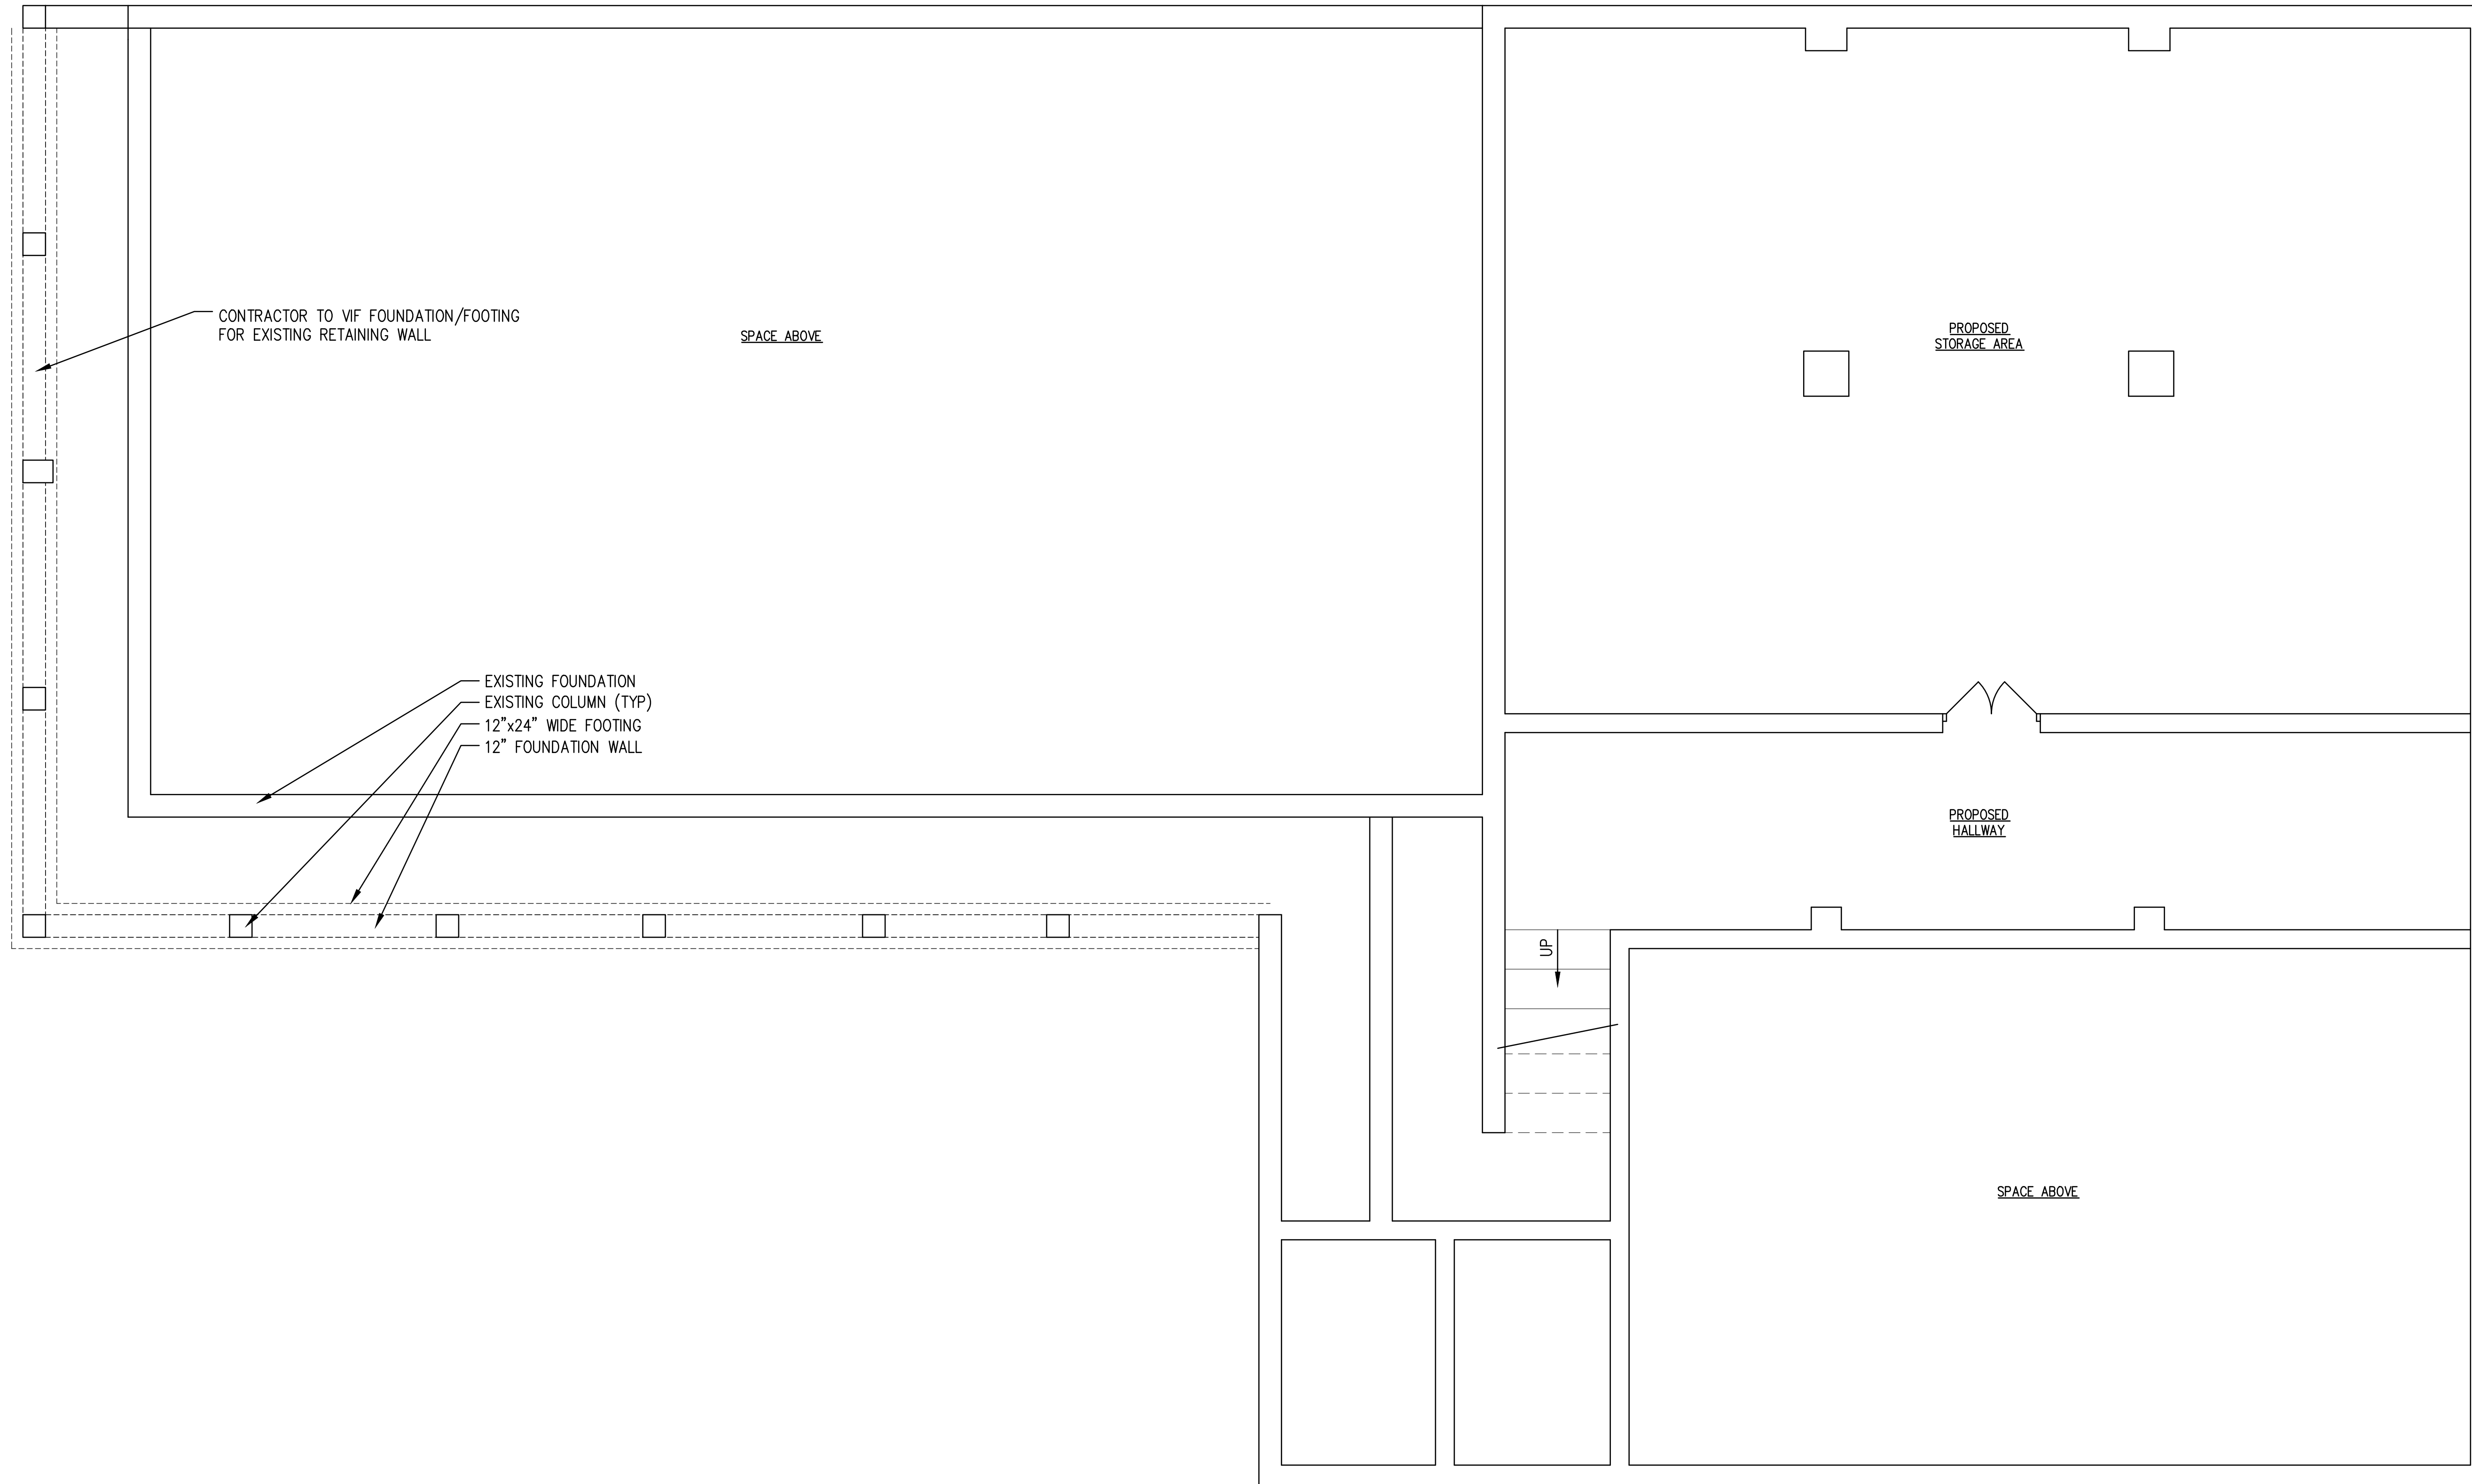 CONTRACTOR TO VIF FOUNDATION/FOOTING
FOR EXISTING RETAINING WALL
SPACE ABOVE
PROPOSED
STORAGE AREA
EXISTING FOUNDATION
EXISTING COLUMN (TYP)
12”x24” WIDE FOOTING
12” FOUNDATION WALL
PROPOSED
HALLWAY
UP
SPACE ABOVE